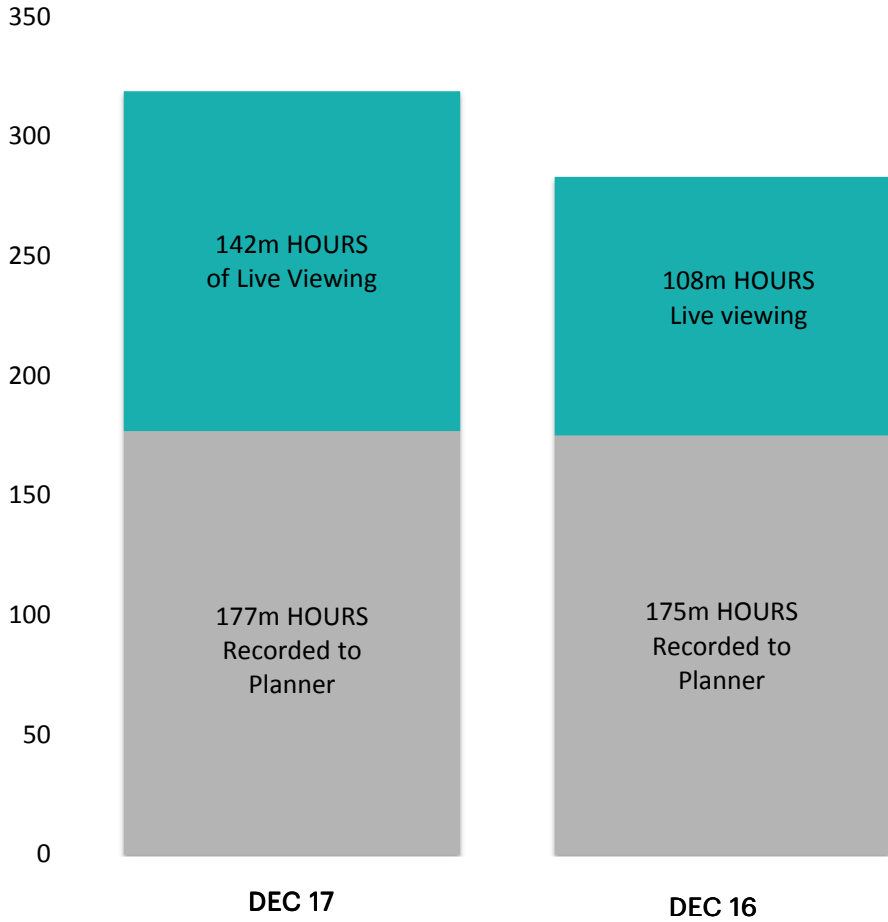 350
300
250
200
150
100
50
0
142m HOURS
of Live Viewing
177m HOURS
Recorded to
Planner
DEC 17
108m HOURS
Live viewing
175m HOURS
Recorded to
Planner
DEC 16